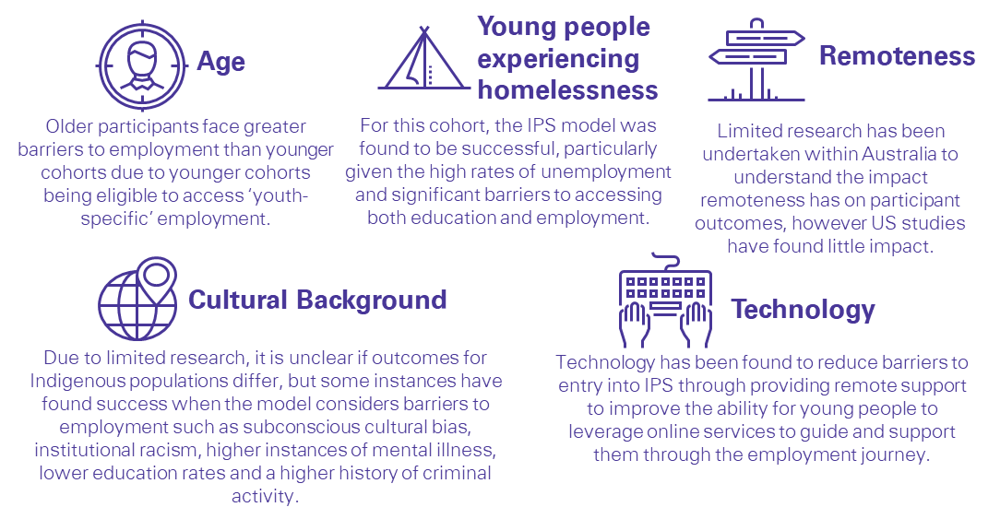 Age
Older participants face greater
barriers to employment than younger
cohorts due to younger cohorts
being eligible to access ‘youth-
specific’ employment.
Young people
experiencing
homelessness
For this cohort, the IPS model was
found to be successful, particularly
given the high rates of unemployment
and significant barriers to accessing
both education and employment.
Remoteness
Limited research has been
undertaken within Australia to
understand the impact
remoteness has on participant
outcomes, however US studies
have found little impact.
Cultural Background
Due to limited research, it is unclear if outcomes for
Indigenous populations differ, but some instances have
found success when the model considers barriers to
employment such as subconscious cultural bias,
institutional racism, higher instances of mental illness,
lower education rates and a higher history of criminal
activity.
Technology
Technology has been found to reduce barriers to
entry into IPS through providing remote support
to improve the ability for young people to
leverage online services to guide and support
them through the employment journey.